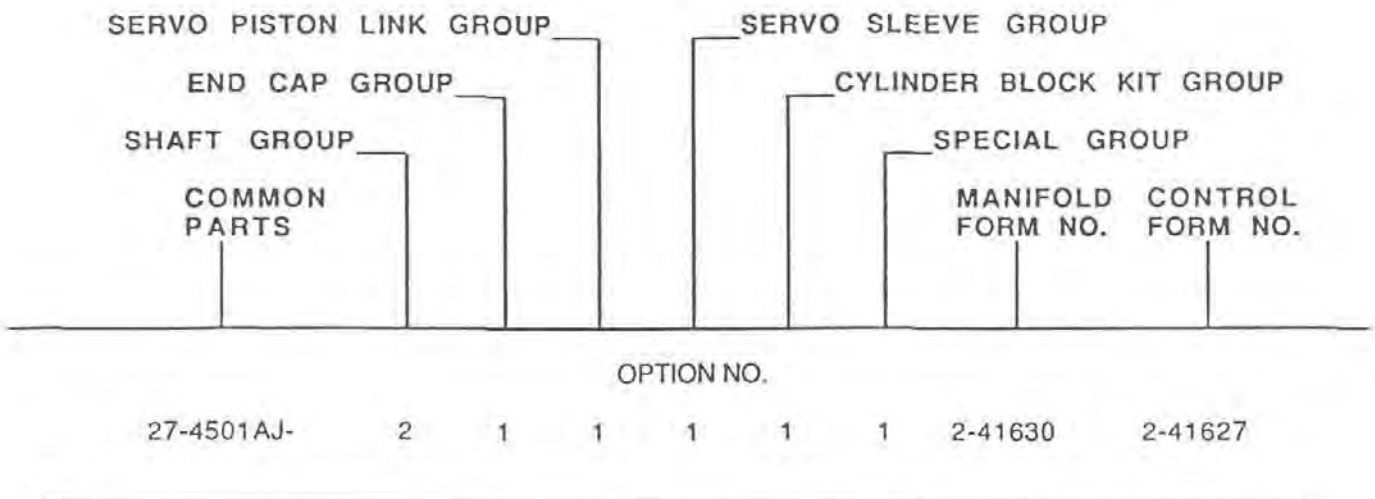 SERVO PISTON LINK GROUP
SERVO SLEEVE GROUP
END CAP GROUP
CYLINDER BLOCK KIT GROUP
SHAFT GROUP
SPECIAL GROUP
COMMON
PARTS
MANIFOLD
FORM NO.
CONTROL
FORM NO.
OPTION NO.
27-4501AJ- 2 1 1 1 1 1 2-41630 2-41627